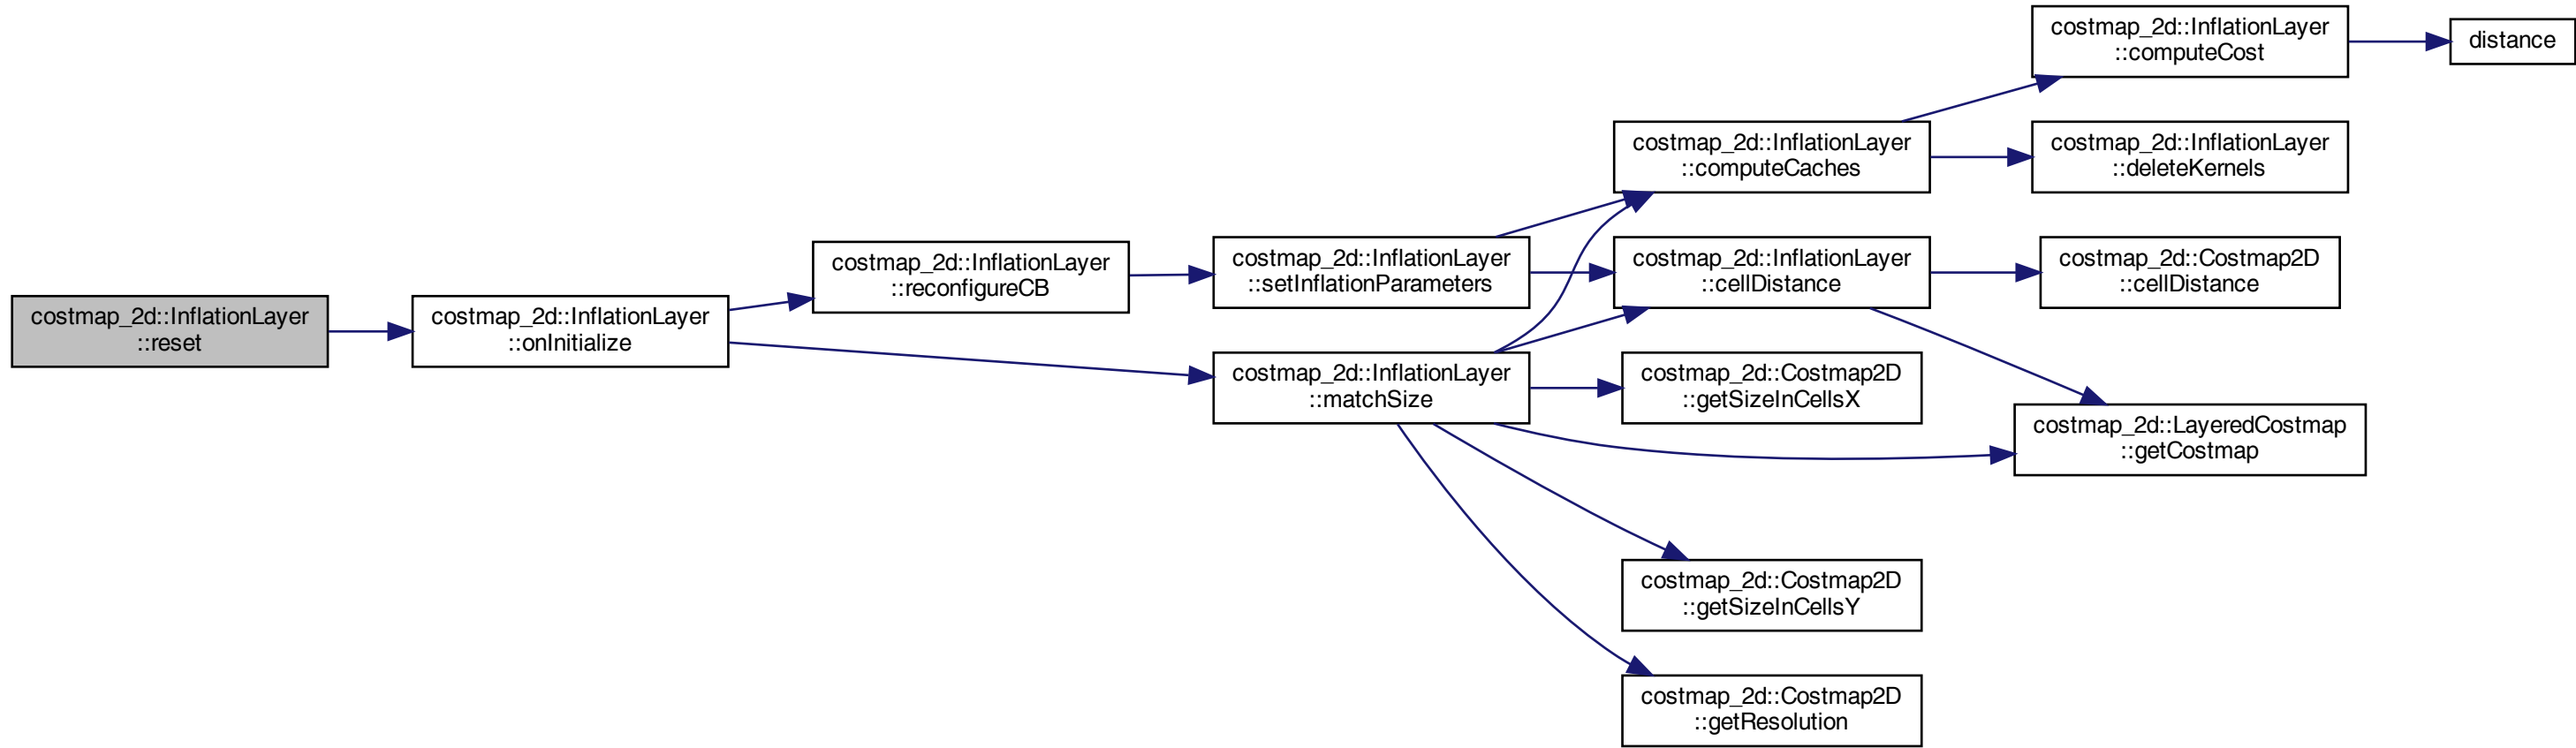 costmap_2d::InflationLayer
::reset
costmap_2d::InflationLayer
::onInitialize
costmap_2d::InflationLayer
::reconfigureCB
costmap_2d::InflationLayer
::setInflationParameters
costmap_2d::InflationLayer
::matchSize
costmap_2d::InflationLayer
::computeCaches
costmap_2d::InflationLayer
::cellDistance
costmap_2d::Costmap2D
::getSizeInCellsX
costmap_2d::Costmap2D
::getSizeInCellsY
costmap_2d::Costmap2D
::getResolution
costmap_2d::InflationLayer
::computeCost
costmap_2d::InflationLayer
::deleteKernels
costmap_2d::Costmap2D
::cellDistance
costmap_2d::LayeredCostmap
::getCostmap
distance